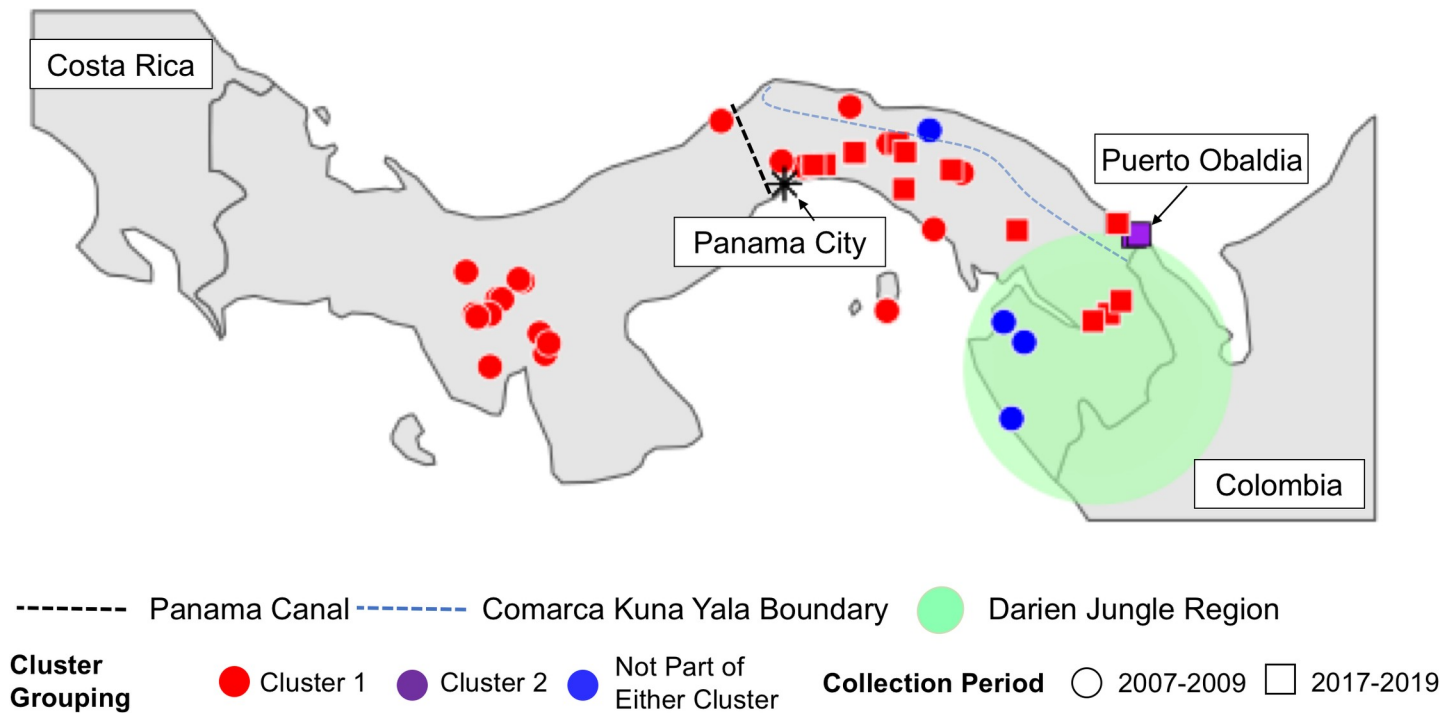 Costa Rica
Puerto Obaldia
Panama City
Colombia
Panama Canal
Comarca Kuna Yala Boundary
Darien Jungle Region
Cluster
Grouping
Cluster 1
Cluster 2
Not Part of
Either Cluster
Collection Period
2007-2009
2017-2019